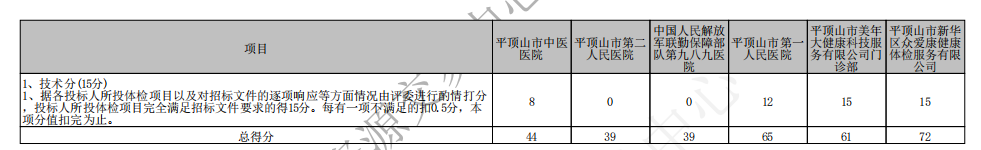 项目
平顶山市中医
医院
平顶山市第二
人民医院
中国人民解放
军联勤保障部
队第九八九医
院
平顶山市第一
人民医院
平顶山市美年
大健康科技服
务有限公司门
诊部
平顶山市新华
区众爱康健康
体检服务有限
公司
1、技术分(15分)
1、据各投标人所投体检项目以及对招标文件的逐项响应等方面情况由评委进行酌情打分
，投标人所投体检项目完全满足招标文件要求的得15分。每有一项不满足的扣0.5分，本
项分值扣完为止。
8
0
0
12
15
15
总得分
44
39
39
65
61
72
中心
源
中心